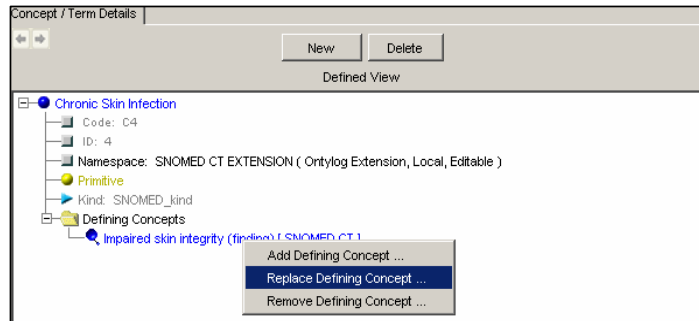 Concept / Term Details
New Delete
Defined View
Chronic Skin Infection
Code: C4
ID: 4
Namespace: SNOMED CT EXTENSION ( Ontylog Extension, Local, Editable )
Primitive
Kind: SNOMED_kind
Defining Concepts
Impaired skin integrity (finding) [ SNOMED CT ]
Add Defining Concept ...
Replace Defining Concept ...
Remove Defining Concept ...